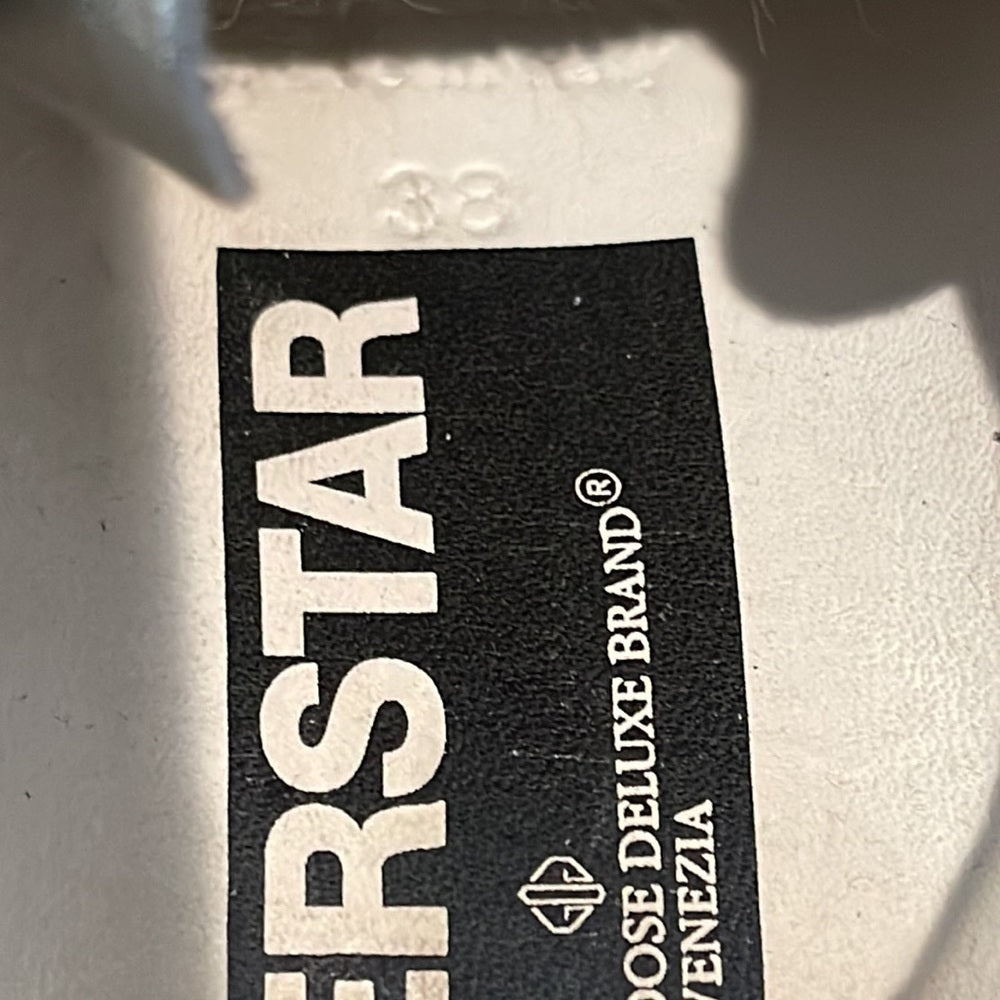 38
ERSTAR
OOSE DELUXE BRAND®
VENEZIA